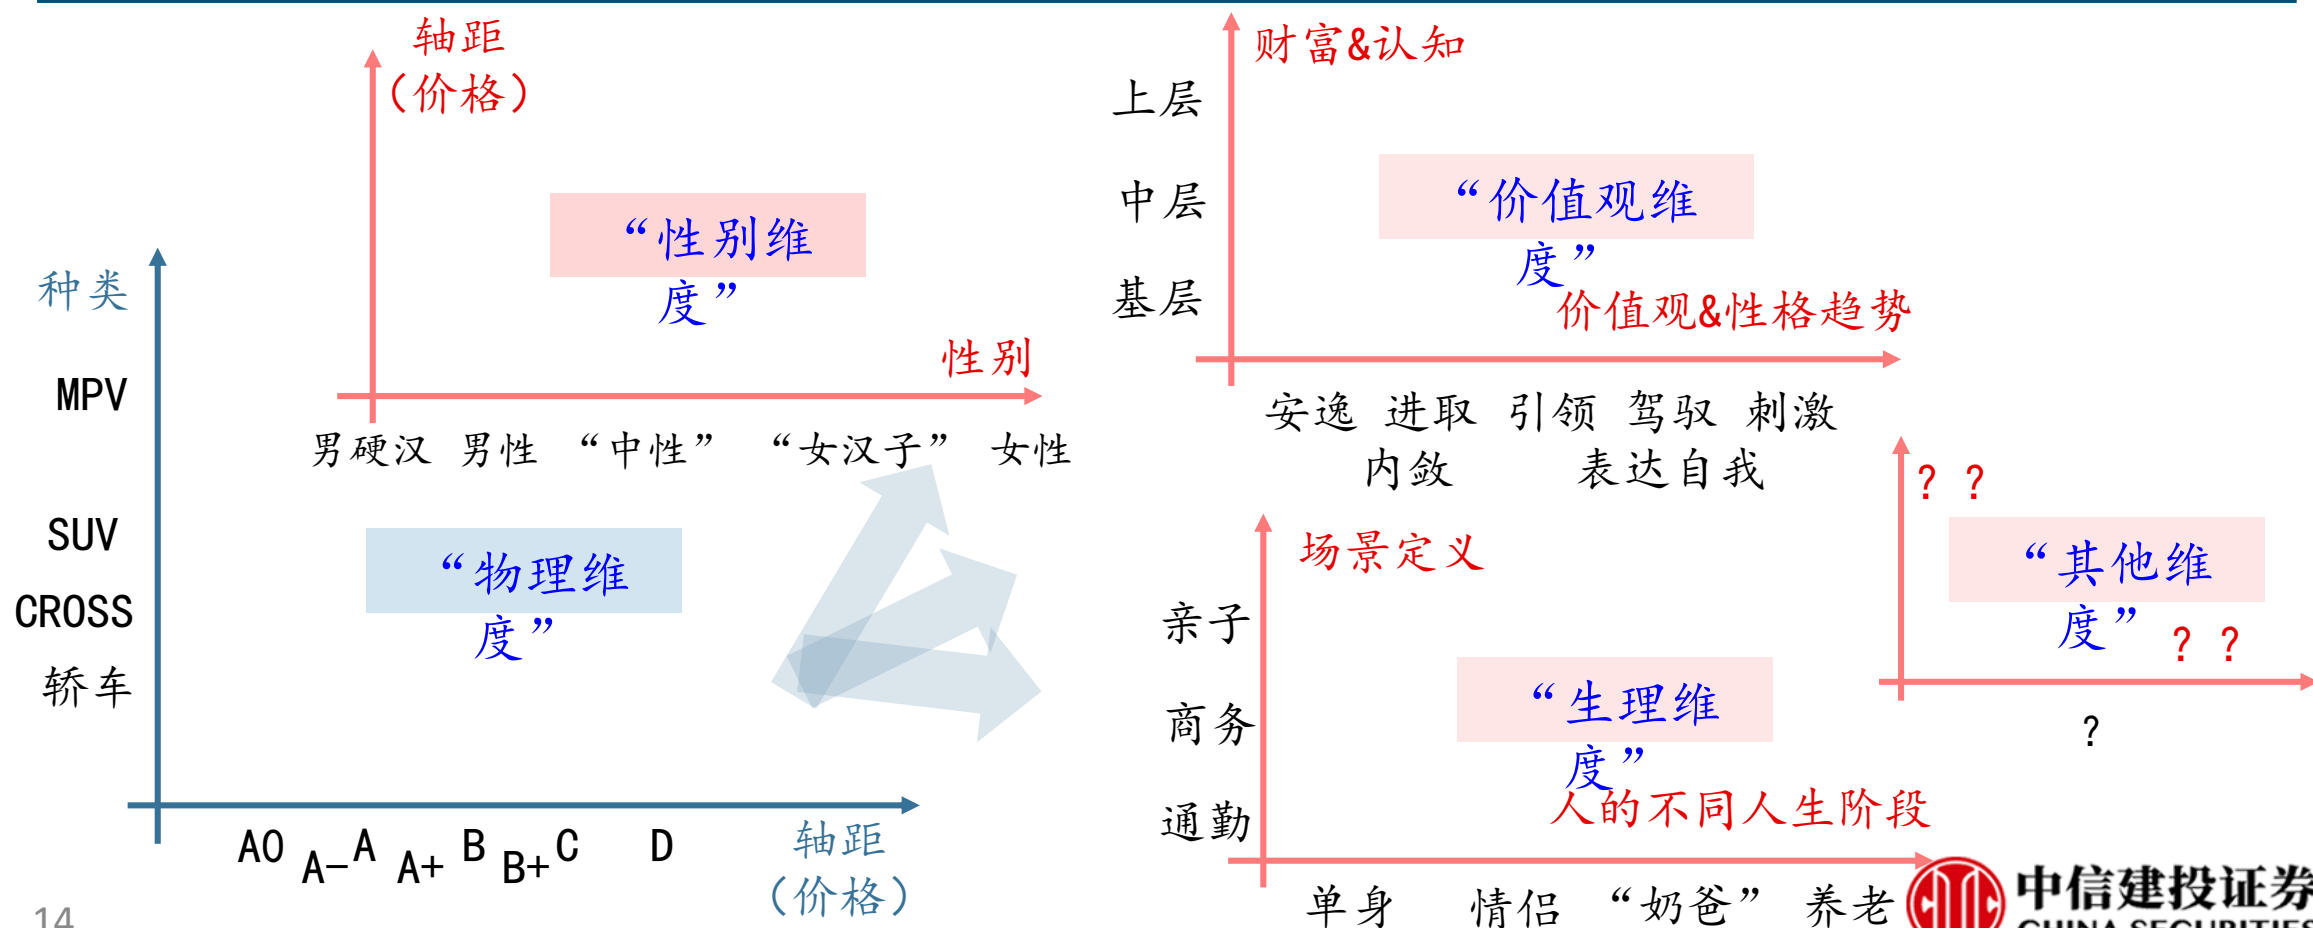 轴距
（价格）
“性别维
度”
性别
男硬汉 男性 “中性” “女汉子” 女性
种类
MPV
SUV
CROSS
轿车
“物理维
度”
A0 A- A A+ B B+ C D
轴距
（价格）
财富&认知
上层
中层
基层
“价值观维
度”
价值观&性格趋势
安逸 进取 引领 驾驭 刺激
内敛 表达自我
场景定义
亲子
商务
通勤
“生理维
度”
人的不同人生阶段
单身 情侣 “奶爸” 养老
？？
“其他维
度”
？？
？
中信建投证券
CHINA SECURITIES
14